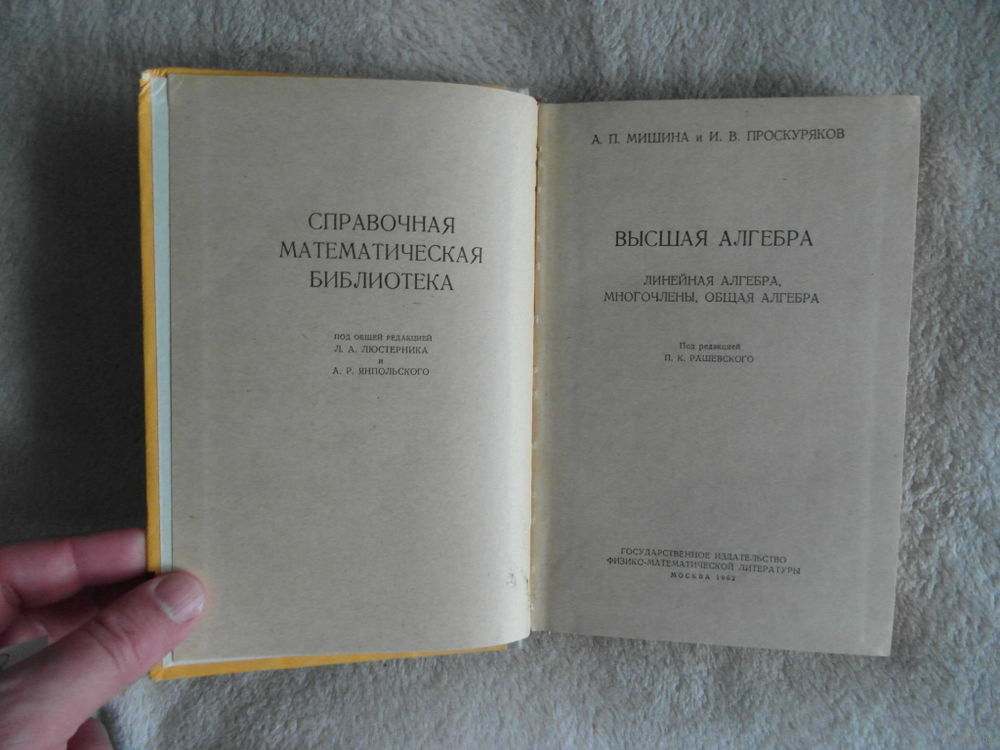 СПРАВОЧНАЯ
МАТЕМАТИЧЕСКАЯ
БИБЛИОТЕКА
ПОД ОБЩЕЙ РЕДАКЦИЕЙ
Л. А. ЛЮСТЕРНИКА
и
А. Р. ЯНПОЛЬСКОГО
А. П. МИШИНА и И. В. ПРОСКУРЯКОВ
ВЫСШАЯ АЛГЕБРА
ЛИНЕЙНАЯ АЛГЕБРА,
МНОГОЧЛЕНЫ, ОБЩАЯ АЛГЕБРА
Под редакцией
П. К. РАШЕВСКОГО
ГОСУДАРСТВЕННОЕ ИЗДАТЕЛЬСТВО
ФИЗИКО-МАТЕМАТИЧЕСКОЙ ЛИТЕРАТУРЫ
МОСКВА 1962